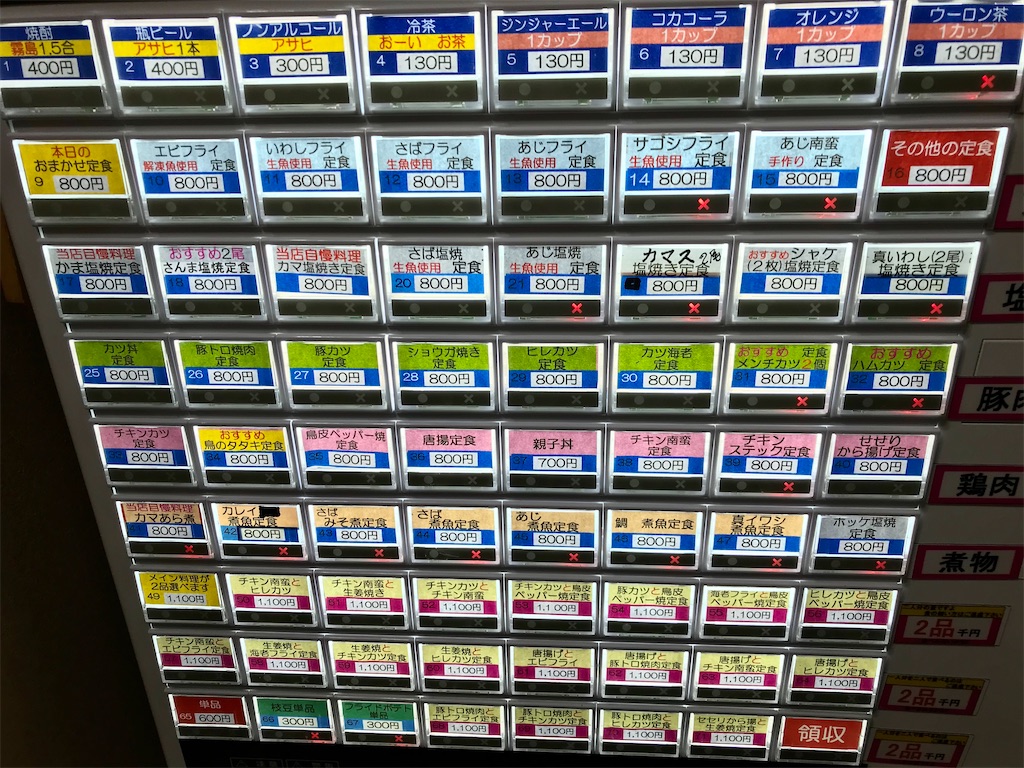 焼酎
霧島1.5合
1 400円
瓶ビール
アサヒ1本
2 400円
ノンアルコール
アサヒ
3 300円
冷茶
おーい お茶
4 130円
ジンジャーエール
1カップ
5 130円
コカコーラ
1カップ
6 130円
オレンジ
1カップ
7 130円
ウーロン茶
1カップ
8 130円
本日の
おまかせ定食
9 800円
エビフライ
解凍魚使用 定食
10 800円
いわしフライ
生魚使用 定食
11 800円
さばフライ
生魚使用 定食
12 800円
あじフライ
生魚使用 定食
13 800円
サゴシフライ
生魚使用 定食
14 800円
あじ南蛮
手作り 定食
15 800円
その他の定食
16 800円
当店自慢料理
かま塩焼定食
17 800円
おすすめ2尾
さんま塩焼定食
18 800円
当店自慢料理
カマ塩焼き定食
800円
さば塩焼
生魚使用 定食
20 800円
あじ塩焼
生魚使用 定食
21 800円
カマス
塩焼き定食
800円
おすすめ シャケ
(2枚)塩焼定食
800円
真いわし(2尾)
塩焼き定食
800円
カツ丼
定食
25 800円
豚トロ焼肉
定食
26 800円
豚カツ
定食
27 800円
ショウガ焼き
定食
28 800円
ヒレカツ
定食
29 800円
カツ海老
定食
30 800円
おすすめ 定食
メンチカツ2個
31 800円
おすすめ
ハムカツ 定食
32 800円
チキンカツ
定食
33 800円
おすすめ
鳥のタタキ定食
34 800円
鳥皮ペッパー焼
定食
35 800円
唐揚定食
36 800円
親子丼
37 700円
チキン南蛮
定食
38 800円
チキン
ステック定食
39 800円
せせり
から揚げ定食
40 800円
当店自慢料理
カマあら煮
800円
カレイ
煮魚定食
42 800円
さば
みそ煮定食
43 800円
さば
煮魚定食
44 800円
あじ
煮魚定食
45 800円
鯛 煮魚定食
46 800円
真イワシ
煮魚定食
47 800円
ホッケ塩焼
定食
800円
メイン料理が
2品選べます
49 1,100円
チキン南蛮と
ヒレカツ
50 1,100円
チキン南蛮と
生姜焼き
51 1,100円
チキンカツと
チキン南蛮
52 1,100円
チキンカツと鳥皮
ペッパー焼定食
53 1,100円
豚カツと鳥皮
ペッパー焼定食
54 1,100円
海老フライと鳥皮
ペッパー焼定食
55 1,100円
ヒレカツと鳥皮
ペッパー焼定食
56 1,100円
チキン南蛮と
エビフライ定食
57 1,100円
生姜焼と
海老フライ定食
58 1,100円
生姜焼と
チキンカツ定食
59 1,100円
生姜焼と
ヒレカツ定食
60 1,100円
唐揚げと
エビフライ
61 1,100円
唐揚げと
豚トロ焼肉定食
62 1,100円
唐揚げと
チキン南蛮定食
63 1,100円
唐揚げと
ヒレカツ定食
64 1,100円
単品
65 600円
枝豆単品
66 300円
フライドポテト
単品
67 300円
豚トロ焼肉と
エビフライ定食
68 1,100円
豚トロ焼肉と
チキンカツ定食
1,100円
豚トロ焼肉と
ヒレカツ定食
1,100円
セセリから揚と
生姜焼定食
1,100円
領収
塩
豚肉
鶏肉
煮物
2品 千円
2品 千円
2品 千円